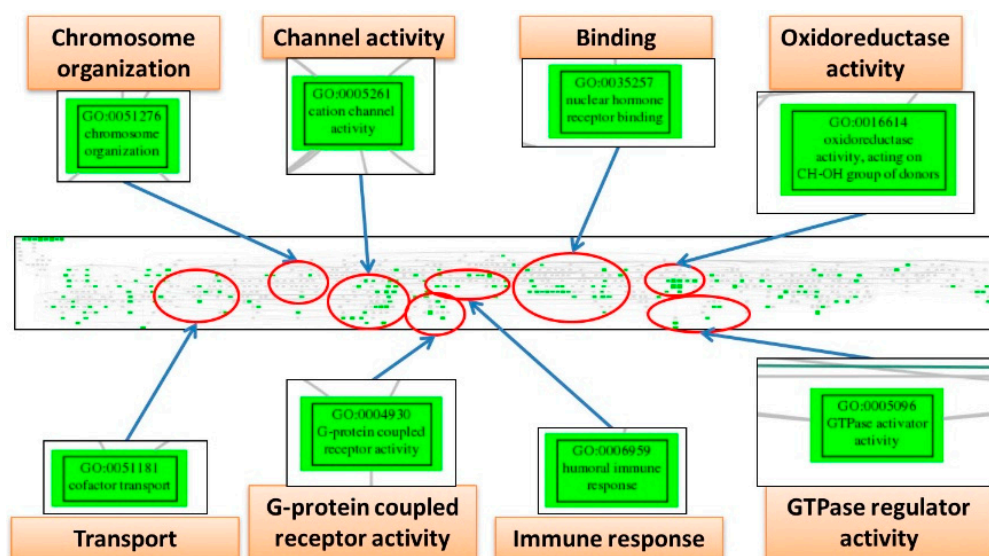 Chromosome
organization
Channel activity
Binding
Oxidoreductase
activity
GO:0051276
chromosome
organization
GO:0005261
cation channel
activity
GO:0035257
nuclear hormone
receptor binding
GO:0016614
oxidoreductase
activity, acting on
CH-OH group of donors
GO:0051181
cofactor transport
GO:0004930
G-protein coupled
receptor activity
GO:0006959
humoral immune
response
GO:0005096
GTPase activator
activity
Transport
G-protein coupled
receptor activity
Immune response
GTPase regulator
activity